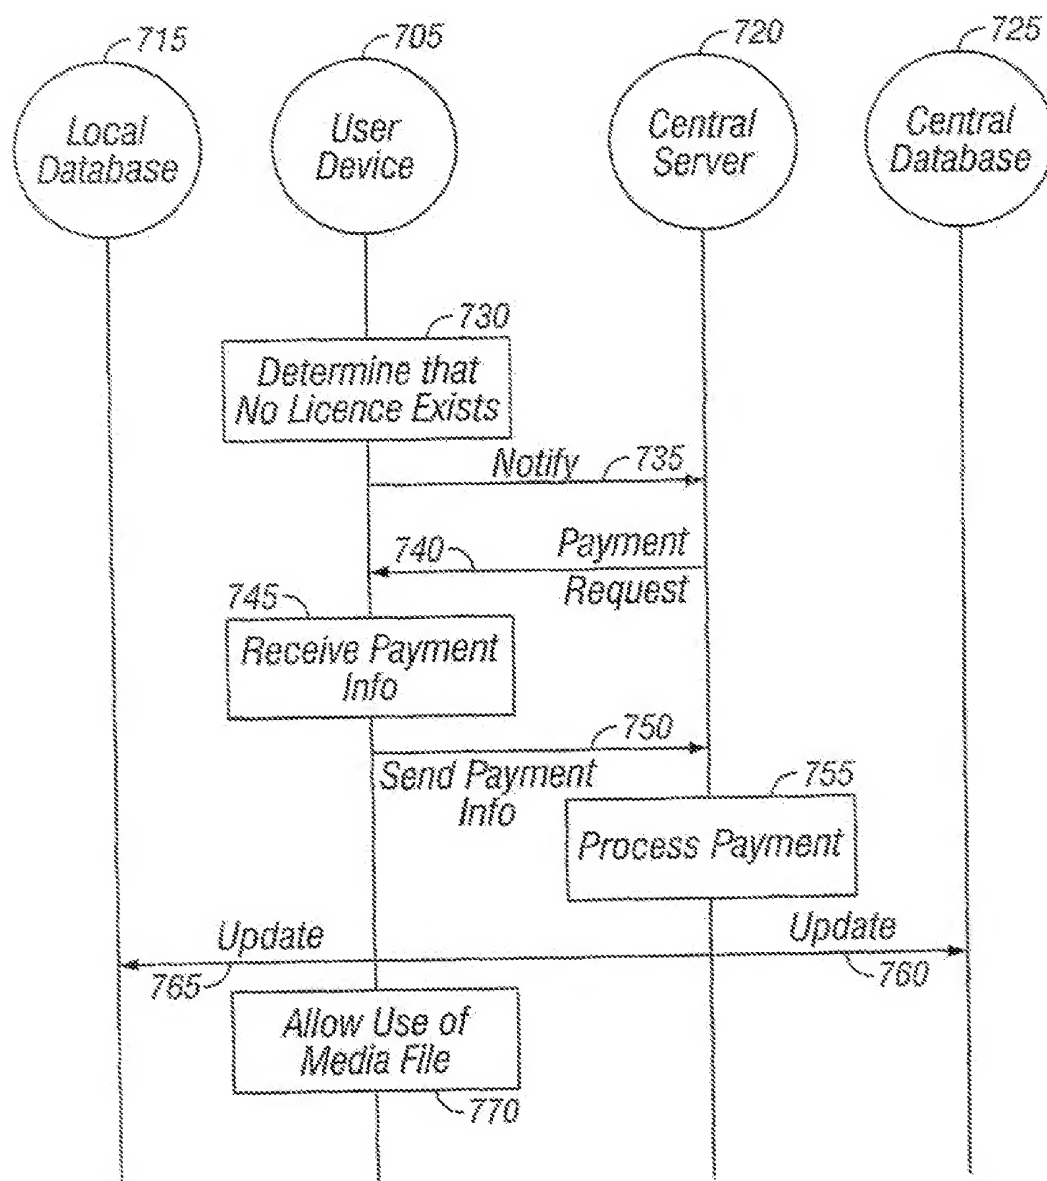 715
705
720
725
Local
Database
User
Device
Central
Server
Central
Database
730
Determine that
No Licence Exists
Notify
735
740
Payment
Request
745
Receive Payment
Info
750
Send Payment
Info
755
Process Payment
Update
Update
765
760
Allow Use of
Media File
770